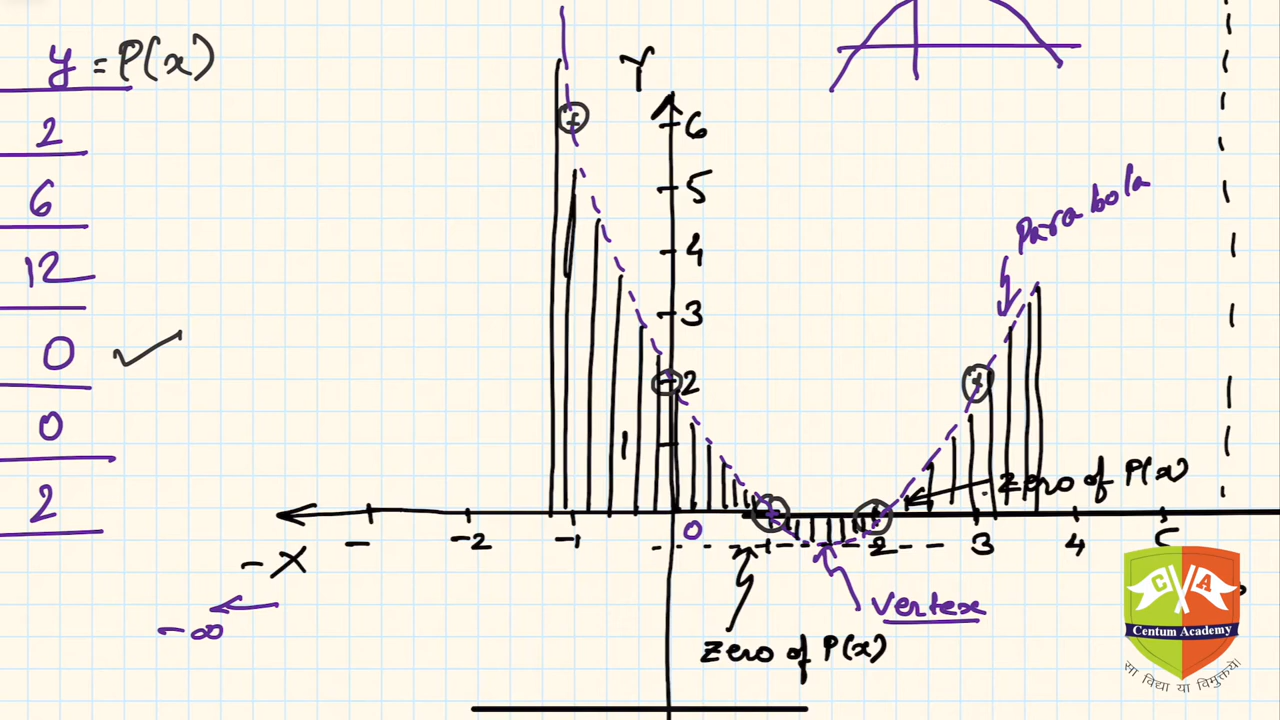 y = P(x)
2
6
12
0 ✓
0
2
Y
6
5
4
3
2
1
-2 -1 0 1 2 3 4
-X
-∞
Parabola
Zero of P(x)
Vertex
Zero of P(x)
CA
Centum Academy
सा विद्या या विमुक्तये